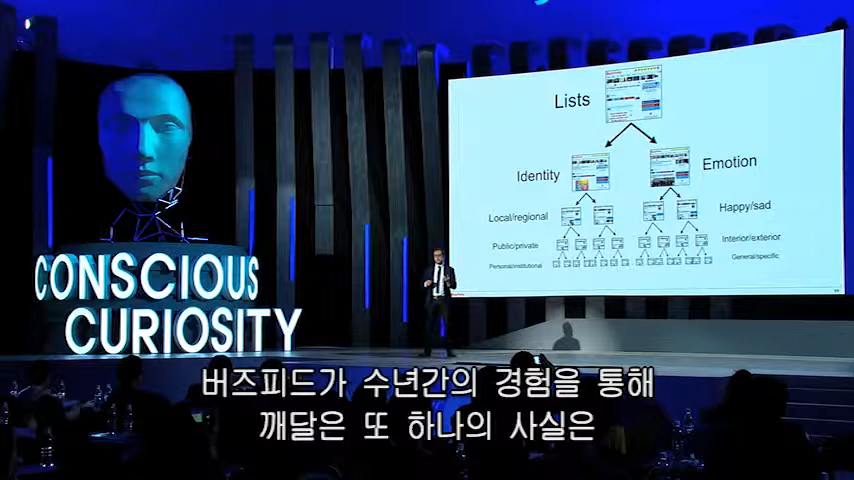 Lists
Identity
Emotion
Local/regional
Happy/sad
Public/private
Interior/exterior
Personal/institutional
General/specific
CONSCIOUS
CURIOSITY
버즈피드가 수년간의 경험을 통해
깨달은 또 하나의 사실은